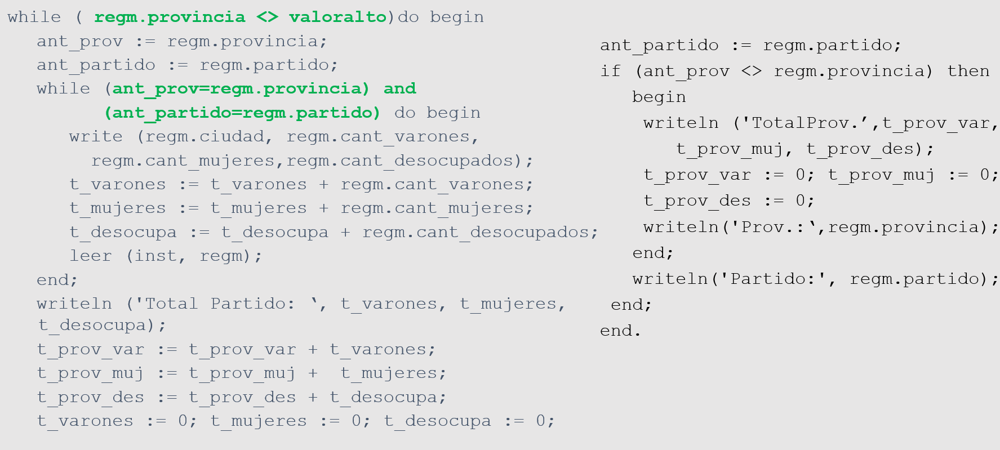 while ( regm.provincia <> valoralto)do begin
ant_prov := regm.provincia;
ant_partido := regm.partido;
while (ant_prov=regm.provincia) and
(ant_partido=regm.partido) do begin
write (regm.ciudad, regm.cant_varones,
regm.cant_mujeres,regm.cant_desocupados);
t_varones := t_varones + regm.cant_varones;
t_mujeres := t_mujeres + regm.cant_mujeres;
t_desocupa := t_desocupa + regm.cant_desocupados;
leer (inst, regm);
end;
writeln ('Total Partido: ‘, t_varones, t_mujeres,
t_desocupa);
t_prov_var := t_prov_var + t_varones;
t_prov_muj := t_prov_muj +  t_mujeres;
t_prov_des := t_prov_des + t_desocupa;
t_varones := 0; t_mujeres := 0; t_desocupa := 0;
ant_partido := regm.partido;
if (ant_prov <> regm.provincia) then
begin
writeln ('TotalProv.’,t_prov_var,
t_prov_muj, t_prov_des);
t_prov_var := 0; t_prov_muj := 0;
t_prov_des := 0;
writeln('Prov.:‘,regm.provincia);
end;
writeln('Partido:', regm.partido);
end;
end.